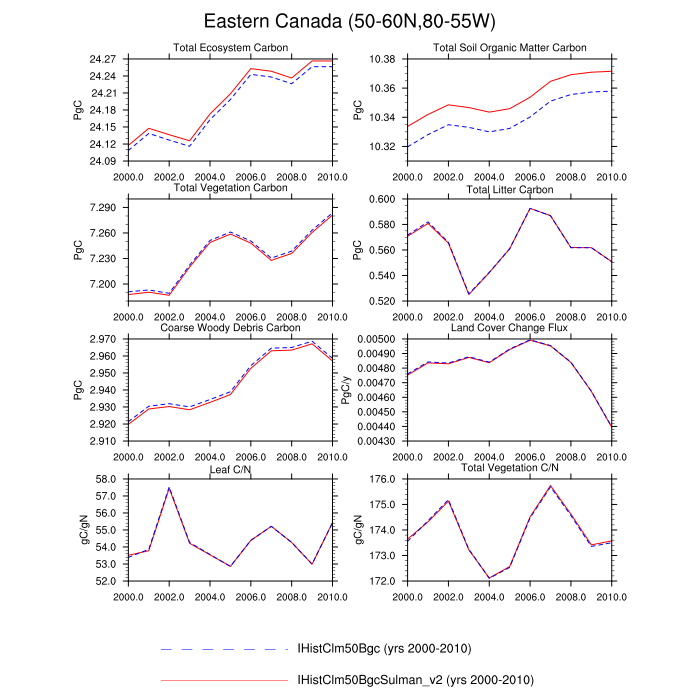 Eastern Canada (50-60N,80-55W)
Total Ecosystem Carbon
Total Soil Organic Matter Carbon
24.27
24.24
24.21
24.18
24.15
24.12
24.09
PgC
2000.0 2002.0 2004.0 2006.0 2008.0 2010.0
10.38
10.36
10.34
10.32
PgC
2000.0 2002.0 2004.0 2006.0 2008.0 2010.0
Total Vegetation Carbon
Total Litter Carbon
7.290
7.260
7.230
7.200
PgC
2000.0 2002.0 2004.0 2006.0 2008.0 2010.0
0.600
0.580
0.560
0.540
0.520
PgC
2000.0 2002.0 2004.0 2006.0 2008.0 2010.0
Coarse Woody Debris Carbon
Land Cover Change Flux
2.970
2.960
2.950
2.940
2.930
2.920
2.910
PgC
2000.0 2002.0 2004.0 2006.0 2008.0 2010.0
0.00500
0.00490
0.00480
0.00470
0.00460
0.00450
0.00440
0.00430
PgC/y
2000.0 2002.0 2004.0 2006.0 2008.0 2010.0
Leaf C/N
Total Vegetation C/N
58.0
57.0
56.0
55.0
54.0
53.0
52.0
gC/gN
2000.0 2002.0 2004.0 2006.0 2008.0 2010.0
176.0
175.0
174.0
173.0
172.0
gC/gN
2000.0 2002.0 2004.0 2006.0 2008.0 2010.0
IHistClm50Bgc (yrs 2000-2010)
IHistClm50BgcSulman_v2 (yrs 2000-2010)